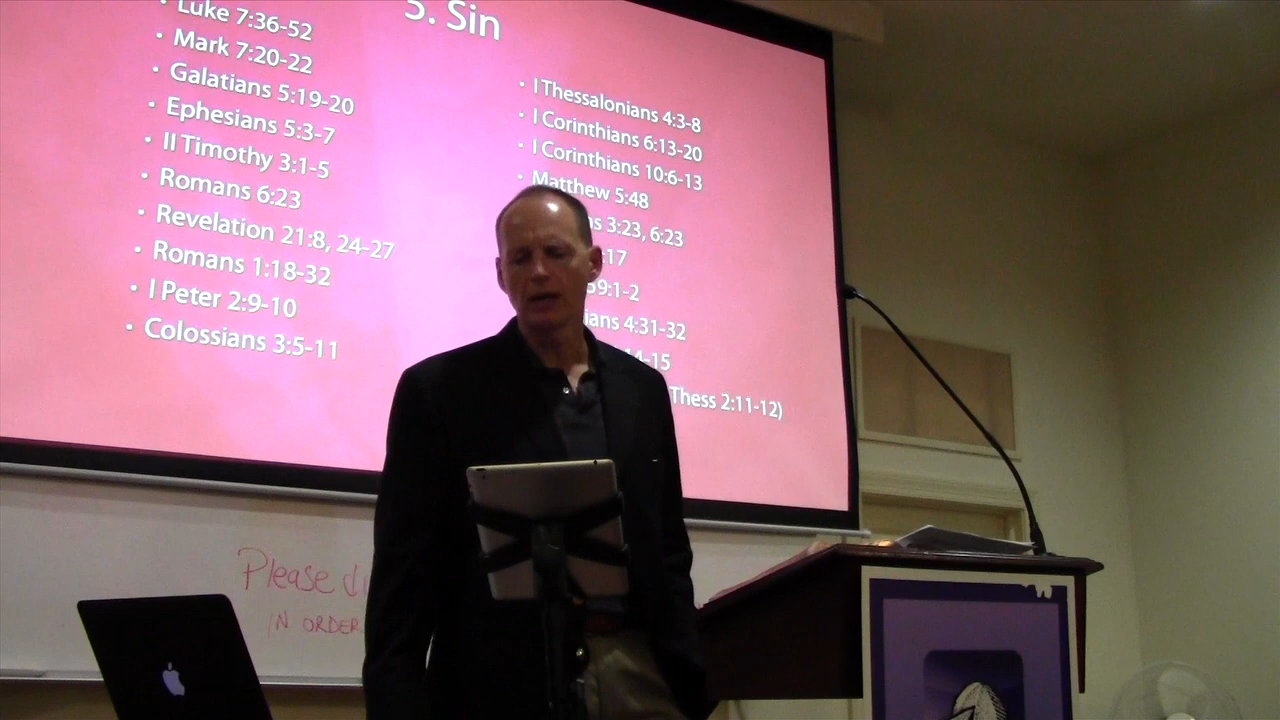 5. Sin
Luke 7:36-52
Mark 7:20-22
Galatians 5:19-20
Ephesians 5:3-7
II Timothy 3:1-5
Romans 6:23
Revelation 21:8, 24-27
Romans 1:18-32
I Peter 2:9-10
Colossians 3:5-11
I Thessalonians 4:3-8
I Corinthians 6:13-20
I Corinthians 10:6-13
Matthew 5:48
3:23, 6:23
:17
59:1-2
ians 4:31-32
14-15
Thess 2:11-12)
Please
IN ORDER